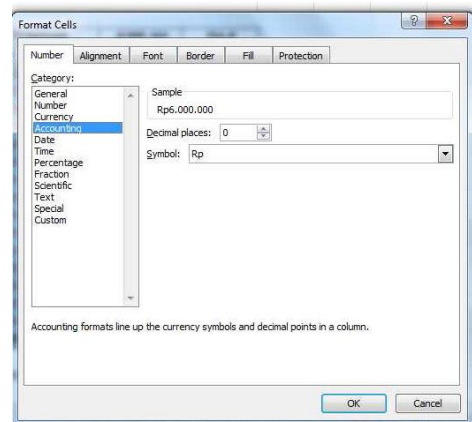 Format Cells
Number Alignment Font Border Fill Protection
Category:
General
Number
Currency
Accounting
Date
Time
Percentage
Fraction
Scientific
Text
Special
Custom
Sample
Rp6.000.000
Decimal places: 0
Symbol: Rp
Accounting formats line up the currency symbols and decimal points in a column.
OK Cancel